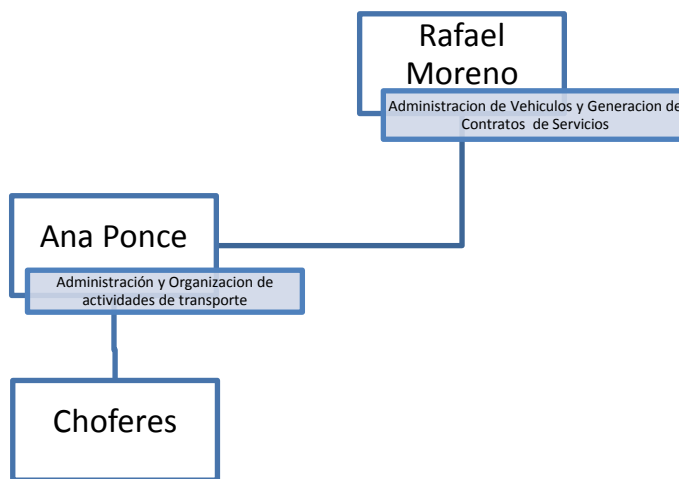 Rafael
Moreno
Administracion de Vehiculos y Generacion de
Contratos de Servicios
Ana Ponce
Administración y Organizacion de
actividades de transporte
Choferes